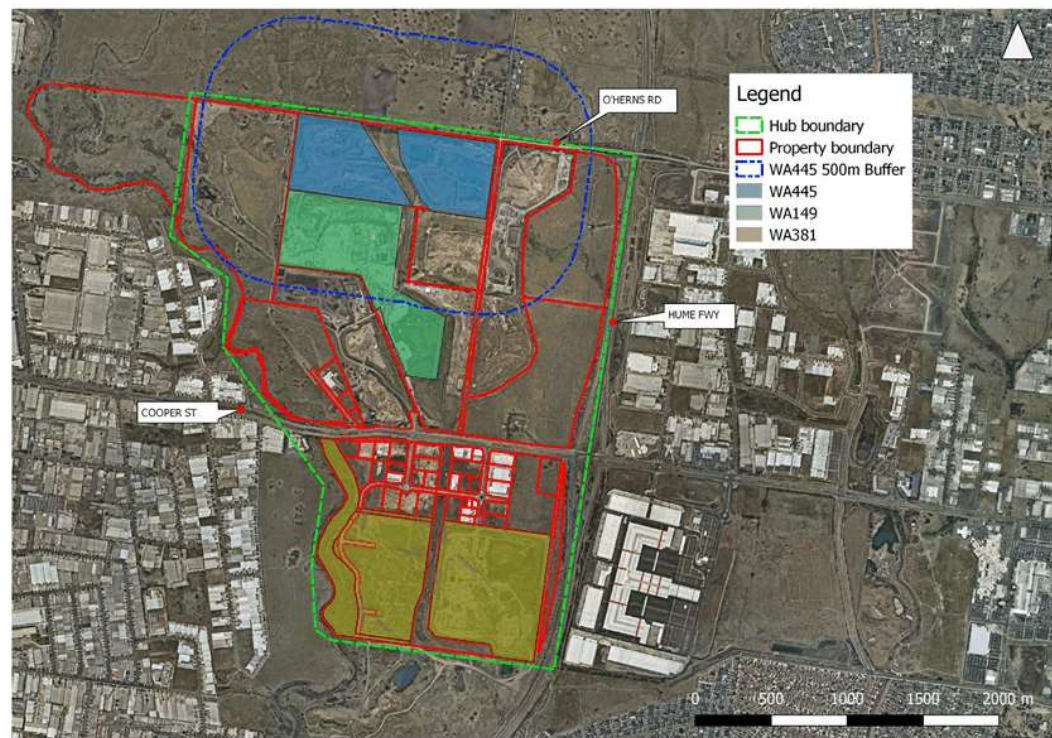 O'HERNS RD
Legend
Hub boundary
Property boundary
WA445 500m Buffer
WA445
WA149
WA381
HUME FWY
COOPER ST
0 500 1000 1500 2000 m